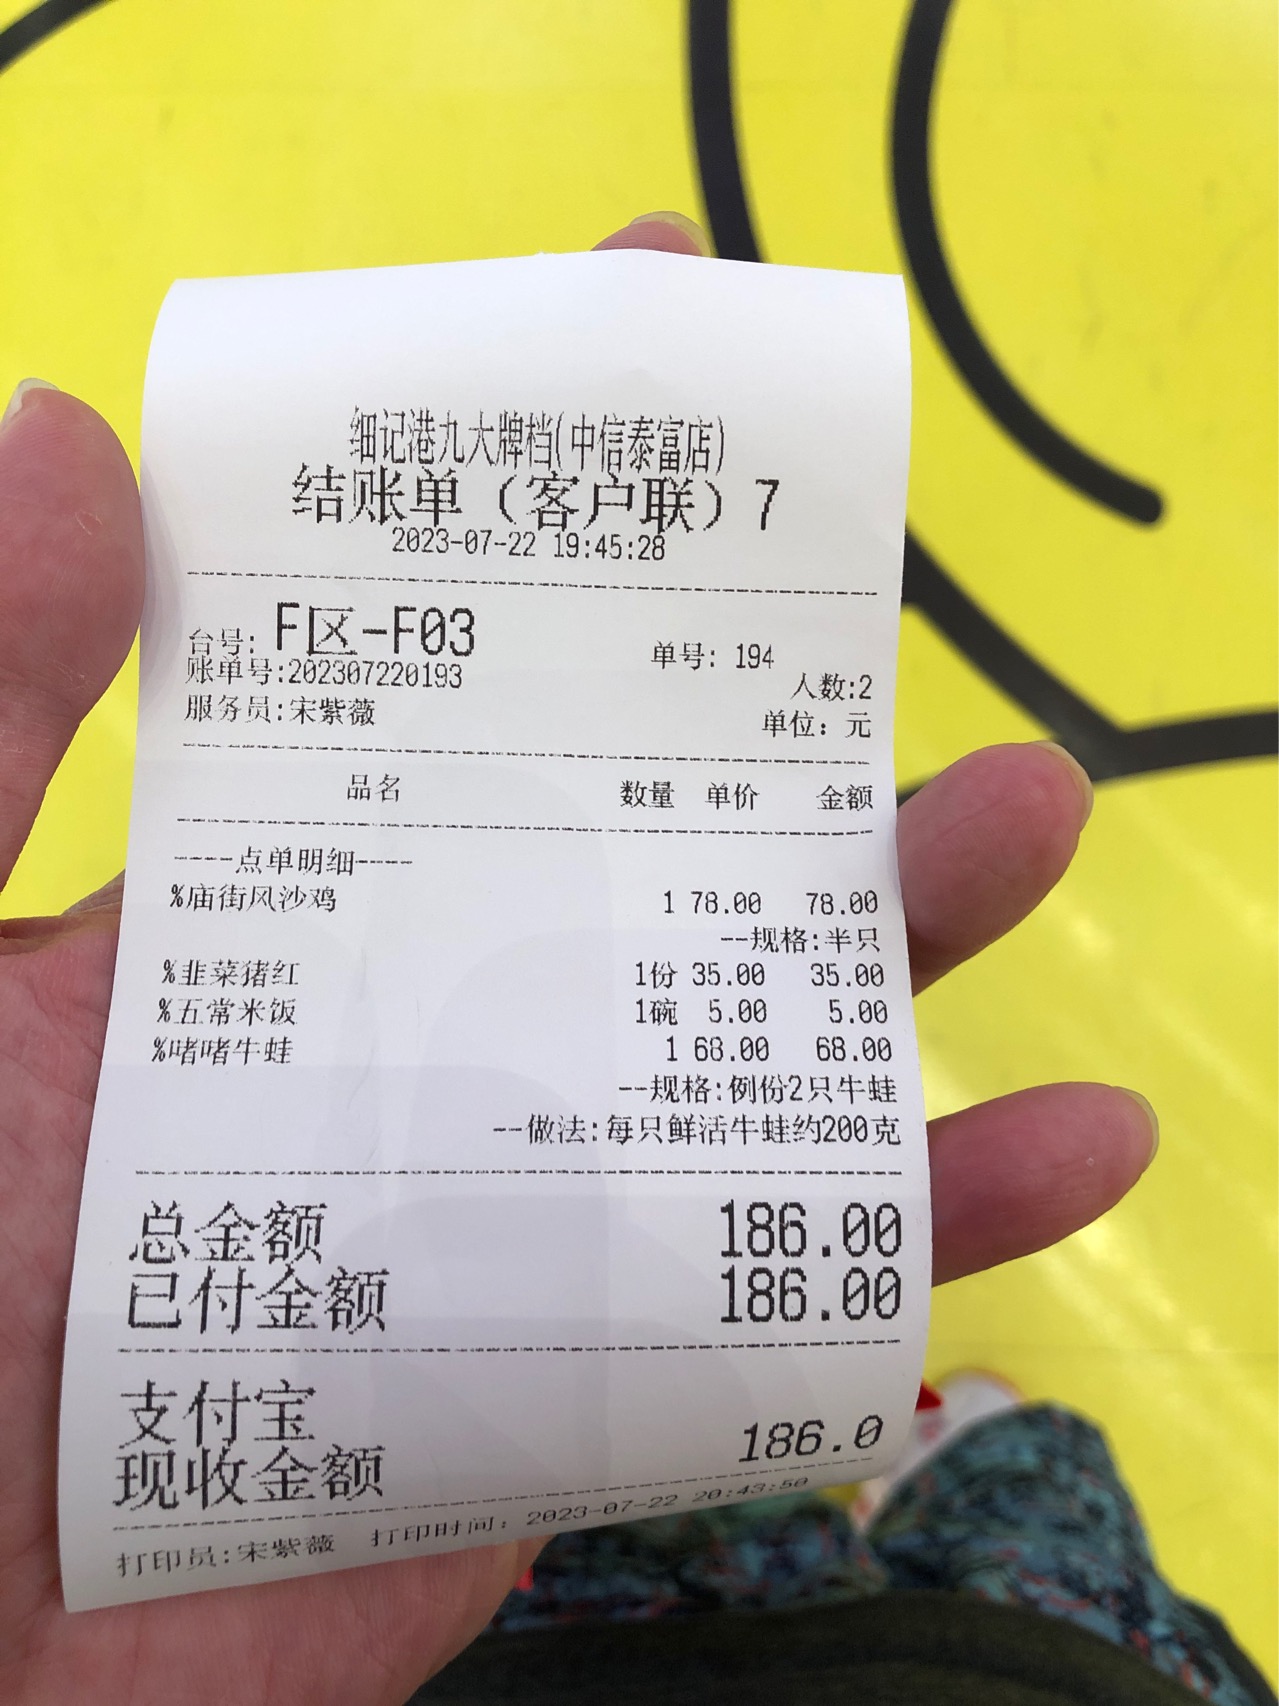 细记港九大牌档(中信泰富店)
结账单（客户联）7
2023-07-22 19:45:28
台号: F区-F03 单号: 194
账单号:202307220193 人数:2
服务员:宋紫薇 单位: 元
品名 数量 单价 金额
----点单明细----
%庙街风沙鸡 1 78.00 78.00
--规格:半只
%韭菜猪红 1份 35.00 35.00
%五常米饭 1碗 5.00 5.00
%啫啫牛蛙 1 68.00 68.00
--规格:例份2只牛蛙
--做法:每只鲜活牛蛙约200克
总金额 186.00
已付金额 186.00
支付宝 186.0
现收金额
打印员:宋紫薇 打印时间: 2023-07-22 20:43:50